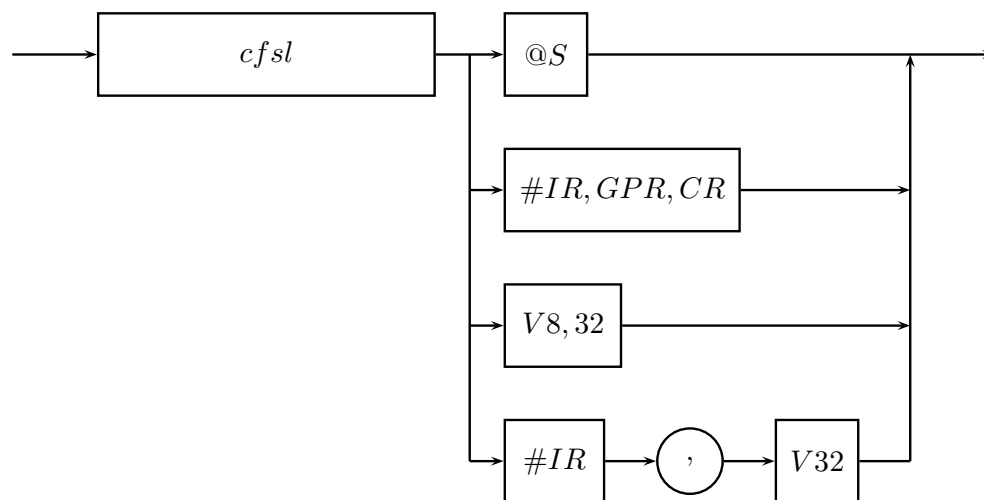 cfsl
@S
#IR, GPR, CR
V8, 32
#IR , V32